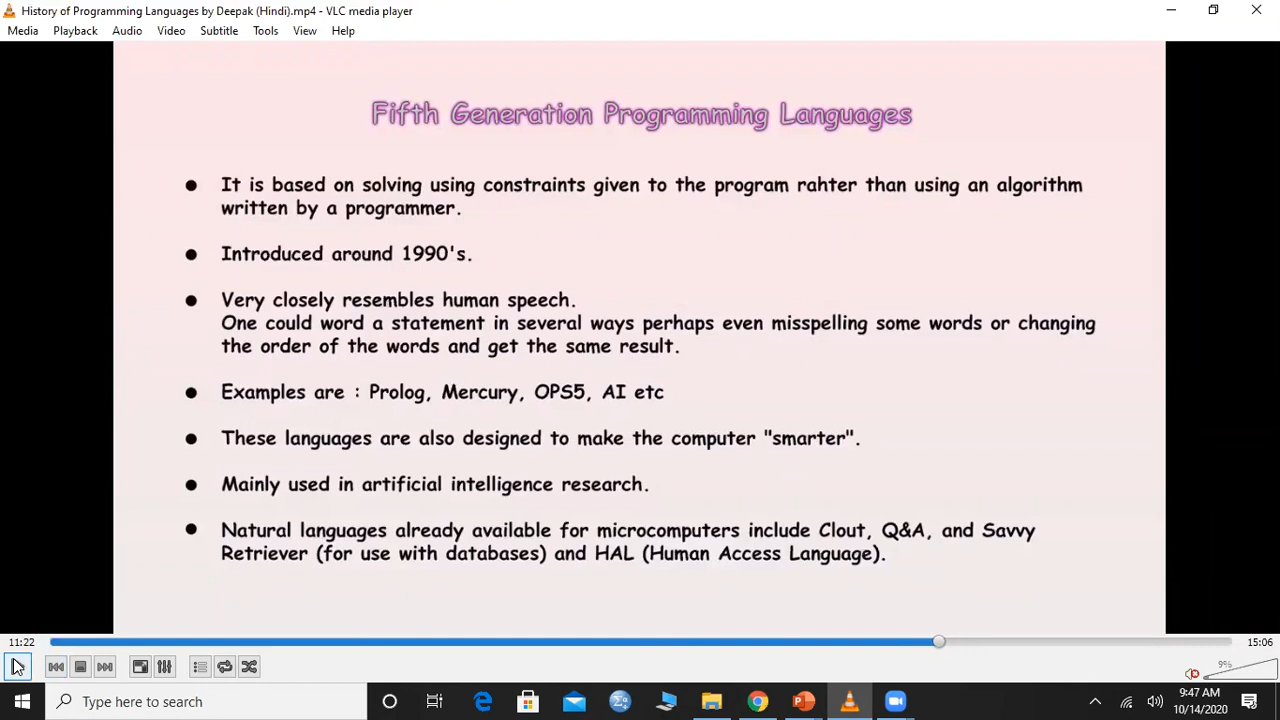 History of Programming Languages by Deepak (Hindi).mp4 - VLC media player
Media Playback Audio Video Subtitle Tools View Help
Fifth Generation Programming Languages
● It is based on solving using constraints given to the program rahter than using an algorithm
written by a programmer.
● Introduced around 1990's.
● Very closely resembles human speech.
One could word a statement in several ways perhaps even misspelling some words or changing
the order of the words and get the same result.
● Examples are : Prolog, Mercury, OPS5, AI etc
● These languages are also designed to make the computer "smarter".
● Mainly used in artificial intelligence research.
● Natural languages already available for microcomputers include Clout, Q&A, and Savvy
Retriever (for use with databases) and HAL (Human Access Language).
11:22 15:06
9%
Type here to search
9:47 AM
10/14/2020